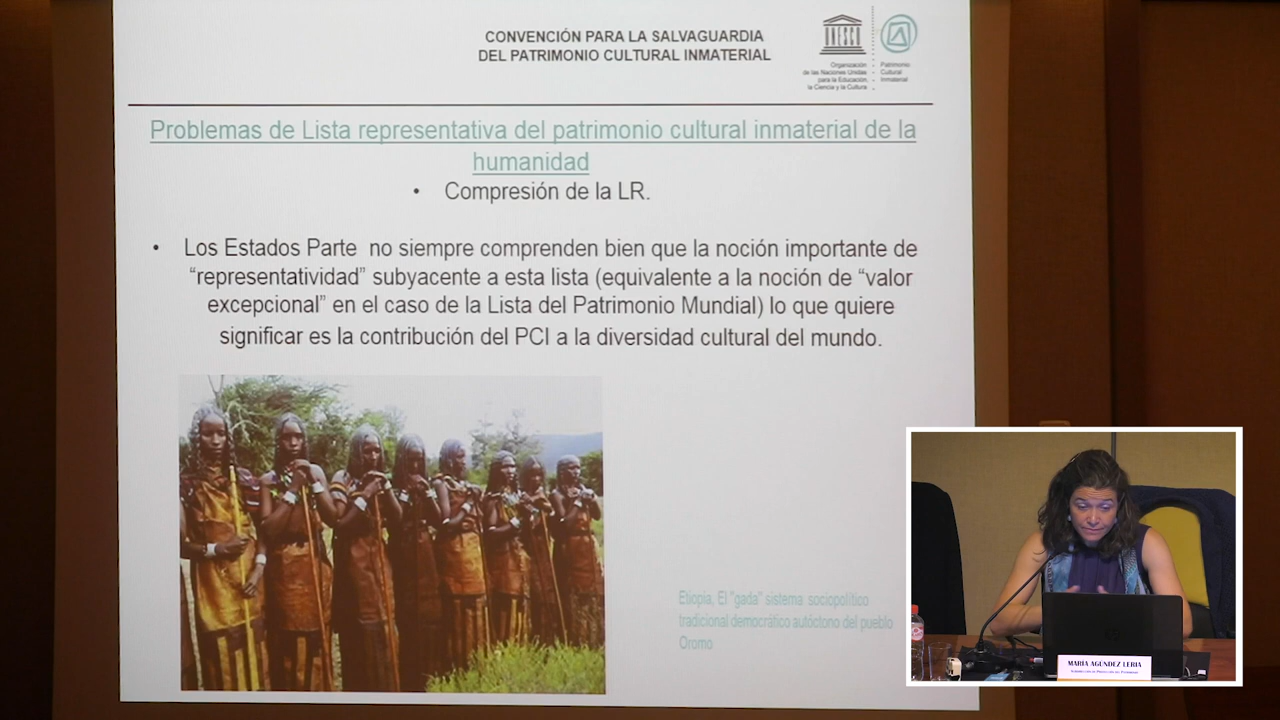 CONVENCIÓN PARA LA SALVAGUARDIA
DEL PATRIMONIO CULTURAL INMATERIAL
UNESCO
Organización
de las Naciones Unidas
para la Educación,
la Ciencia y la Cultura
Patrimonio
Cultural
Inmaterial
Problemas de Lista representativa del patrimonio cultural inmaterial de la
humanidad
• Compresión de la LR.
• Los Estados Parte no siempre comprenden bien que la noción importante de
“representatividad” subyacente a esta lista (equivalente a la noción de “valor
excepcional” en el caso de la Lista del Patrimonio Mundial) lo que quiere
significar es la contribución del PCI a la diversidad cultural del mundo.
Etiopia, El "gada" sistema sociopolítico
tradicional democrático autóctono del pueblo
Oromo
MARIA AGÚNDEZ LERIA